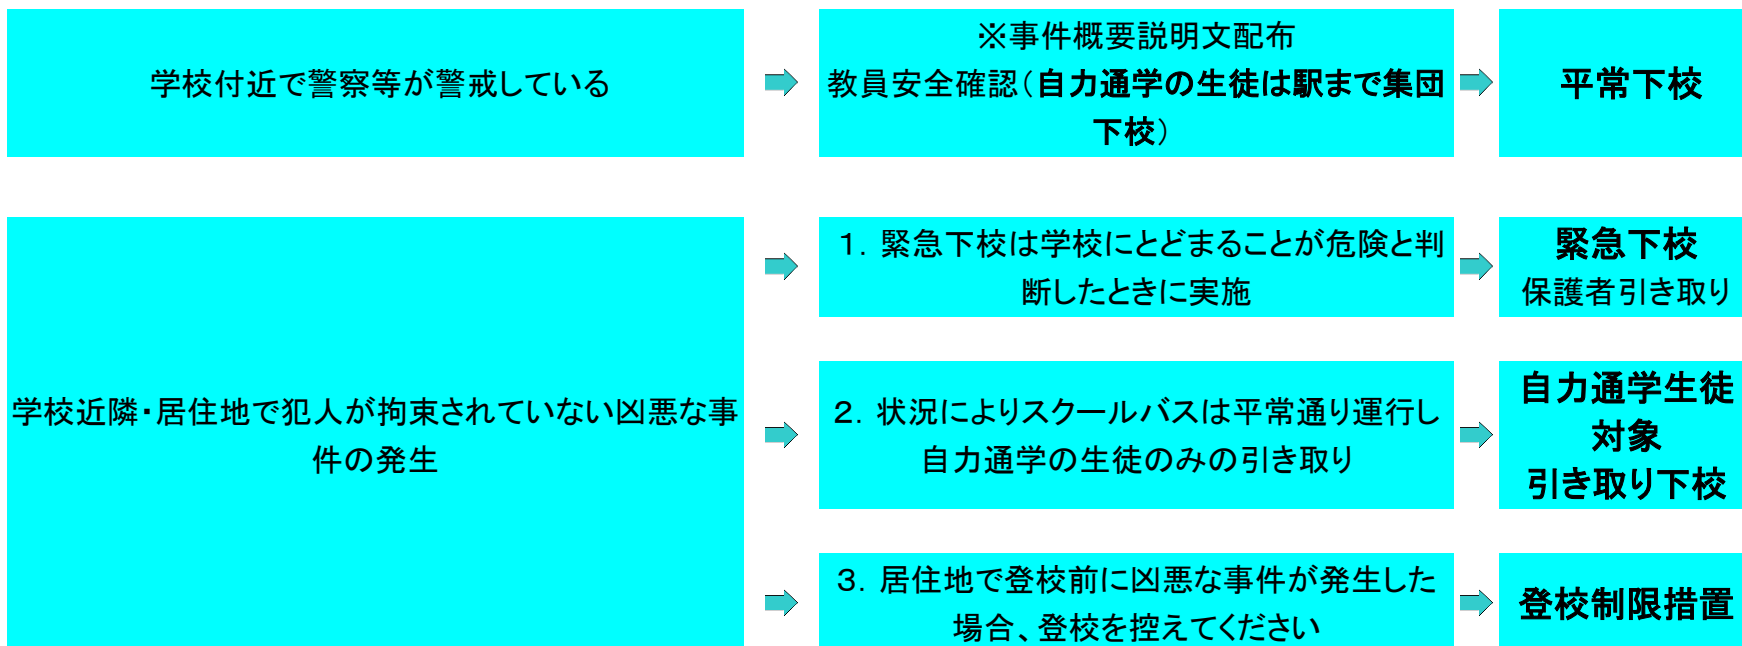 学校付近で警察等が警戒している
※事件概要説明文配布
教員安全確認（自力通学の生徒は駅まで集団
下校）
平常下校
学校近隣・居住地で犯人が拘束されていない凶悪な事
件の発生
１．緊急下校は学校にとどまることが危険と判
断したときに実施
緊急下校
保護者引き取り
２．状況によりスクールバスは平常通り運行し
自力通学の生徒のみの引き取り
自力通学生徒
対象
引き取り下校
３．居住地で登校前に凶悪な事件が発生した
場合、登校を控えてください
登校制限措置